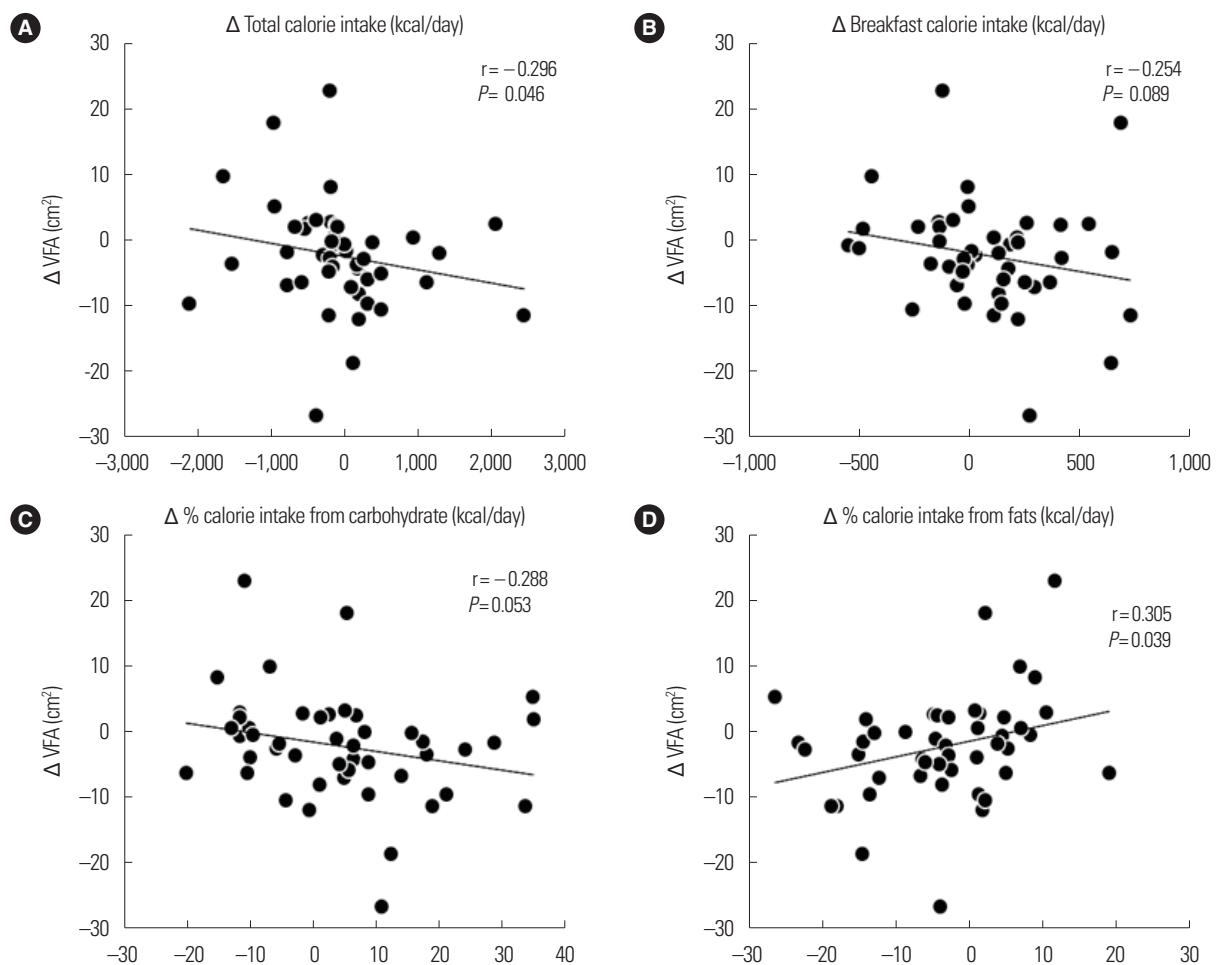 A
Δ Total calorie intake (kcal/day)
r = −0.296
P = 0.046
Δ VFA (cm²)
30
20
10
0
−10
-20
−30
−3,000 −2,000 −1,000 0 1,000 2,000 3,000
B
Δ Breakfast calorie intake (kcal/day)
r = −0.254
P = 0.089
Δ VFA (cm²)
30
20
10
0
−10
−20
−30
−1,000 −500 0 500 1,000
C
Δ % calorie intake from carbohydrate (kcal/day)
r = −0.288
P = 0.053
Δ VFA (cm²)
30
20
10
0
−10
−20
−30
−30 −20 −10 0 10 20 30 40
D
Δ % calorie intake from fats (kcal/day)
r = 0.305
P = 0.039
Δ VFA (cm²)
30
20
10
0
−10
−20
−30
−30 −20 −10 0 10 20 30